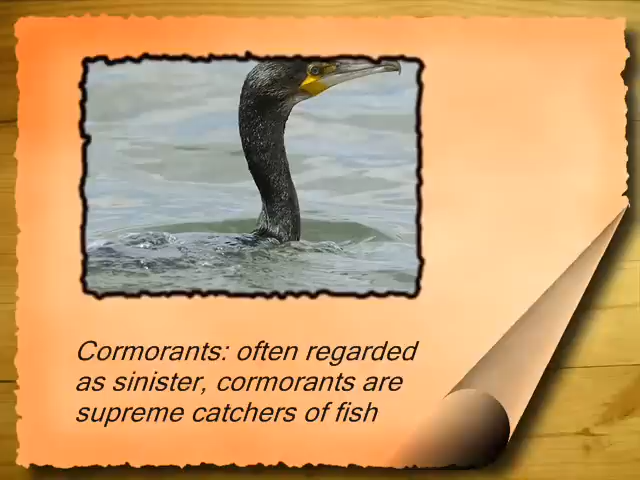 Cormorants: often regarded
as sinister, cormorants are
supreme catchers of fish